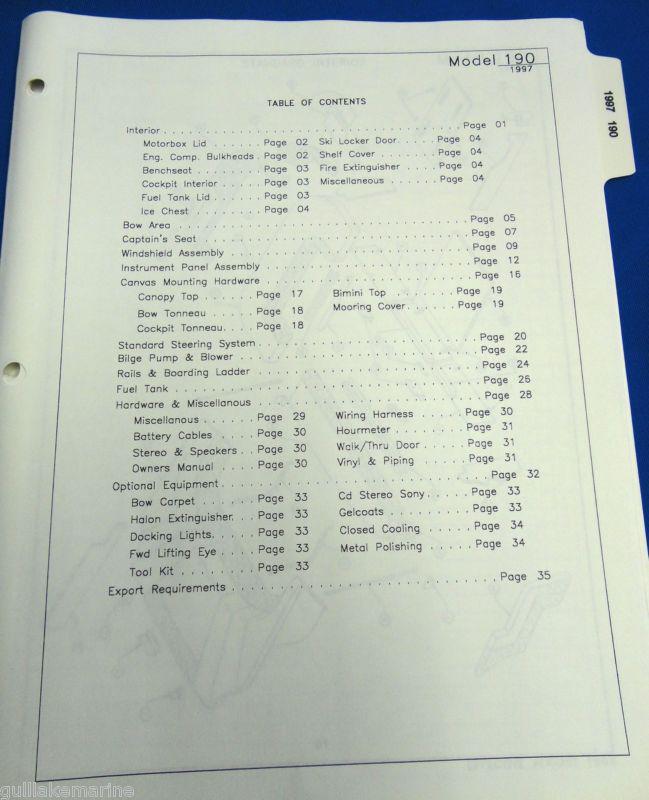 Model 190
1997
1997 190
TABLE OF CONTENTS
Interior . . . . . . . . . . . . . . . . . . . . . . . . . . . . . . . . . . . . . . Page 01
Motorbox Lid . . . . . . Page 02 Ski Locker Door. . . . . Page 04
Eng. Comp. Bulkheads . Page 02 Shelf Cover . . . . . . . Page 04
Benchseat . . . . . . . . Page 03 Fire Extinguisher . . . . Page 04
Cockpit Interior . . . . . Page 03 Miscellaneous . . . . . . Page 04
Fuel Tank Lid . . . . . . Page 03
Ice Chest . . . . . . . . Page 04
Bow Area . . . . . . . . . . . . . . . . . . . . . . . . . . . . . . . . Page 05
Captain's Seat . . . . . . . . . . . . . . . . . . . . . . . . . . . . . Page 07
Windshield Assembly . . . . . . . . . . . . . . . . . . . . . . . . . . Page 09
Instrument Panel Assembly . . . . . . . . . . . . . . . . . . . . . . . Page 12
Canvas Mounting Hardware . . . . . . . . . . . . . . . . . . . . . . . Page 16
Canopy Top . . . . . . Page 17 Bimini Top . . . . . . . Page 19
Bow Tonneau . . . . . Page 18 Mooring Cover. . . . . . Page 19
Cockpit Tonneau. . . . Page 18
Standard Steering System . . . . . . . . . . . . . . . . . . . . . . . . Page 20
Bilge Pump & Blower . . . . . . . . . . . . . . . . . . . . . . . . . . Page 22
Rails & Boarding Ladder . . . . . . . . . . . . . . . . . . . . . . . . Page 24
Fuel Tank . . . . . . . . . . . . . . . . . . . . . . . . . . . . . . . . Page 26
Hardware & Miscellanous . . . . . . . . . . . . . . . . . . . . . . . . Page 28
Miscellanous . . . . . . Page 29 Wiring Harness . . . . . Page 30
Battery Cables . . . . . Page 30 Hourmeter . . . . . . . . Page 31
Stereo & Speakers . . . Page 30 Walk/Thru Door . . . . . Page 31
Owners Manual . . . . . Page 30 Vinyl & Piping . . . . . . Page 31
Optional Equipment . . . . . . . . . . . . . . . . . . . . . . . . . . . Page 32
Bow Carpet . . . . . . . Page 33 Cd Stereo Sony. . . . . Page 33
Halon Extinguisher. . . . Page 33 Gelcoats . . . . . . . . . Page 33
Docking Lights. . . . . . Page 33 Closed Cooling . . . . . Page 34
Fwd Lifting Eye . . . . . Page 33 Metal Polishing . . . . . Page 34
Tool Kit . . . . . . . . . Page 33
Export Requirements . . . . . . . . . . . . . . . . . . . . . . . . . . Page 35
gulllakemarine